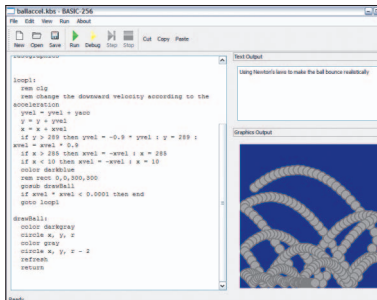 ballaccel.kbs - BASIC-256
File Edit View Run About
New Open Save Run Debug Step Stop Cut Copy Paste
loop1:
rem clg
rem change the downward velocity according to the
acceleration
yvel = yvel + yacc
y = y + yvel
x = x + xvel
if y > 289 then yvel = -0.9 * yvel : y = 289 :
xvel = xvel * 0.9
if x > 285 then xvel = -xvel : x = 285
if x < 10 then xvel = -xvel : x = 10
color darkblue
rem rect 0,0,300,300
gosub drawBall
if xvel * xvel < 0.0001 then end
goto loop1
drawBall:
color darkgray
circle x, y, r
color gray
circle x, y, r - 2
refresh
return
Ready.
Text Output
Using Newton's laws to make the ball bounce realistically
Graphics Output